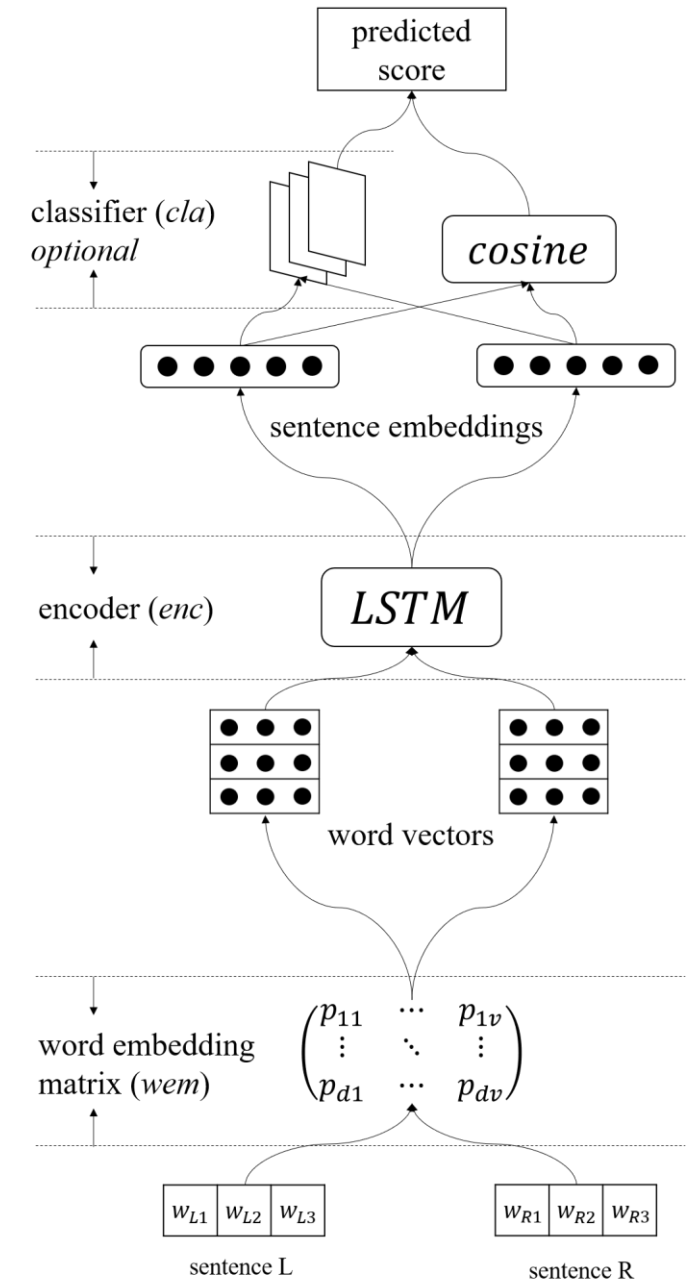 predicted
score
classifier (cla)
optional
cosine
sentence embeddings
encoder (enc)
LSTM
word vectors
word embedding
matrix (wem)
p11 ⋯ p1v
⋮ ⋱ ⋮
pd1 ⋯ pdv
wL1 wL2 wL3
wR1 wR2 wR3
sentence L
sentence R